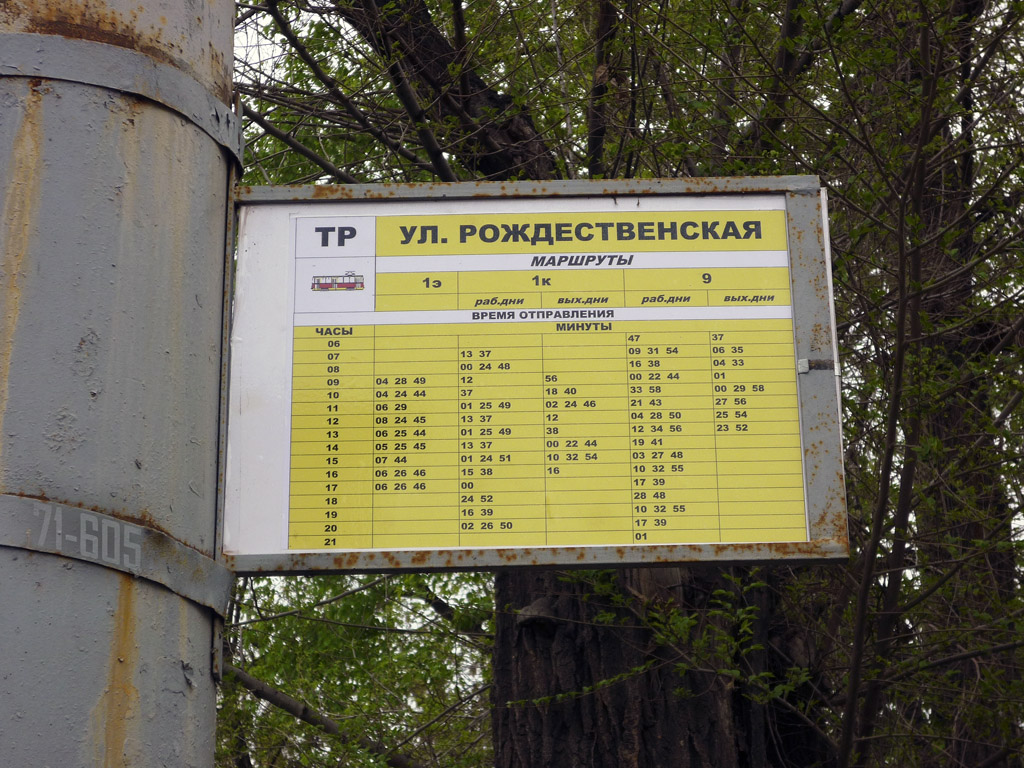 ТР УЛ. РОЖДЕСТВЕНСКАЯ
МАРШРУТЫ
1э 1к 9
раб.дни вых.дни раб.дни вых.дни
ВРЕМЯ ОТПРАВЛЕНИЯ
ЧАСЫ МИНУТЫ
06 47 37
07 13 37 09 31 54 06 35
08 00 24 48 16 38 04 33
09 04 28 49 12 56 00 22 44 01
10 04 24 44 37 18 40 33 58 00 29 58
11 06 29 01 25 49 02 24 46 21 43 27 56
12 08 24 45 13 37 12 04 28 50 25 54
13 06 25 44 01 25 49 38 12 34 56 23 52
14 05 25 45 13 37 00 22 44 19 41
15 07 44 01 24 51 10 32 54 03 27 48
16 06 26 46 15 38 16 10 32 55
17 06 26 46 00 17 39
18 24 52 28 48
19 16 39 10 32 55
20 02 26 50 17 39
21 01
71-605